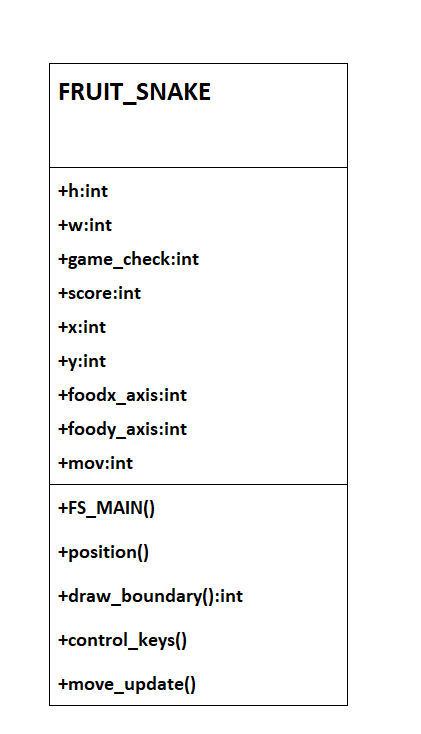 FRUIT_SNAKE
+h:int
+w:int
+game_check:int
+score:int
+x:int
+y:int
+foodx_axis:int
+foody_axis:int
+mov:int
+FS_MAIN()
+position()
+draw_boundary():int
+control_keys()
+move_update()